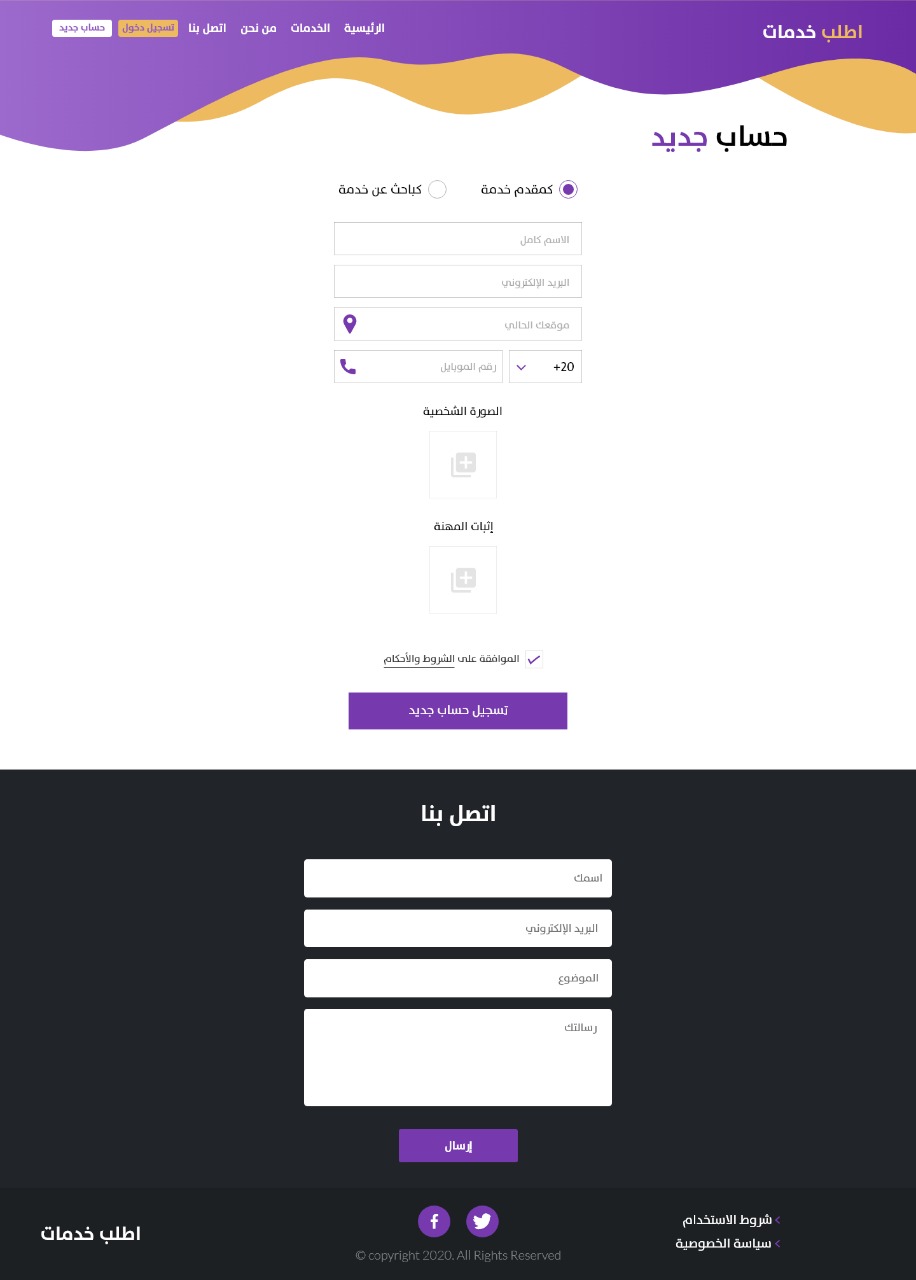 اطلب خدمات
الرئيسية
الخدمات
من نحن
اتصل بنا
تسجيل دخول
حساب جديد
حساب جديد
كمقدم خدمة
كباحث عن خدمة
الاسم كامل
البريد الإلكتروني
موقعك الحالي
+20
رقم الموبايل
الصورة الشخصية
إثبات المهنة
الموافقة على الشروط والأحكام
تسجيل حساب جديد
اتصل بنا
اسمك
البريد الإلكتروني
الموضوع
رسالتك
إرسال
شروط الاستخدام
سياسة الخصوصية
© copyright 2020. All Rights Reserved
اطلب خدمات